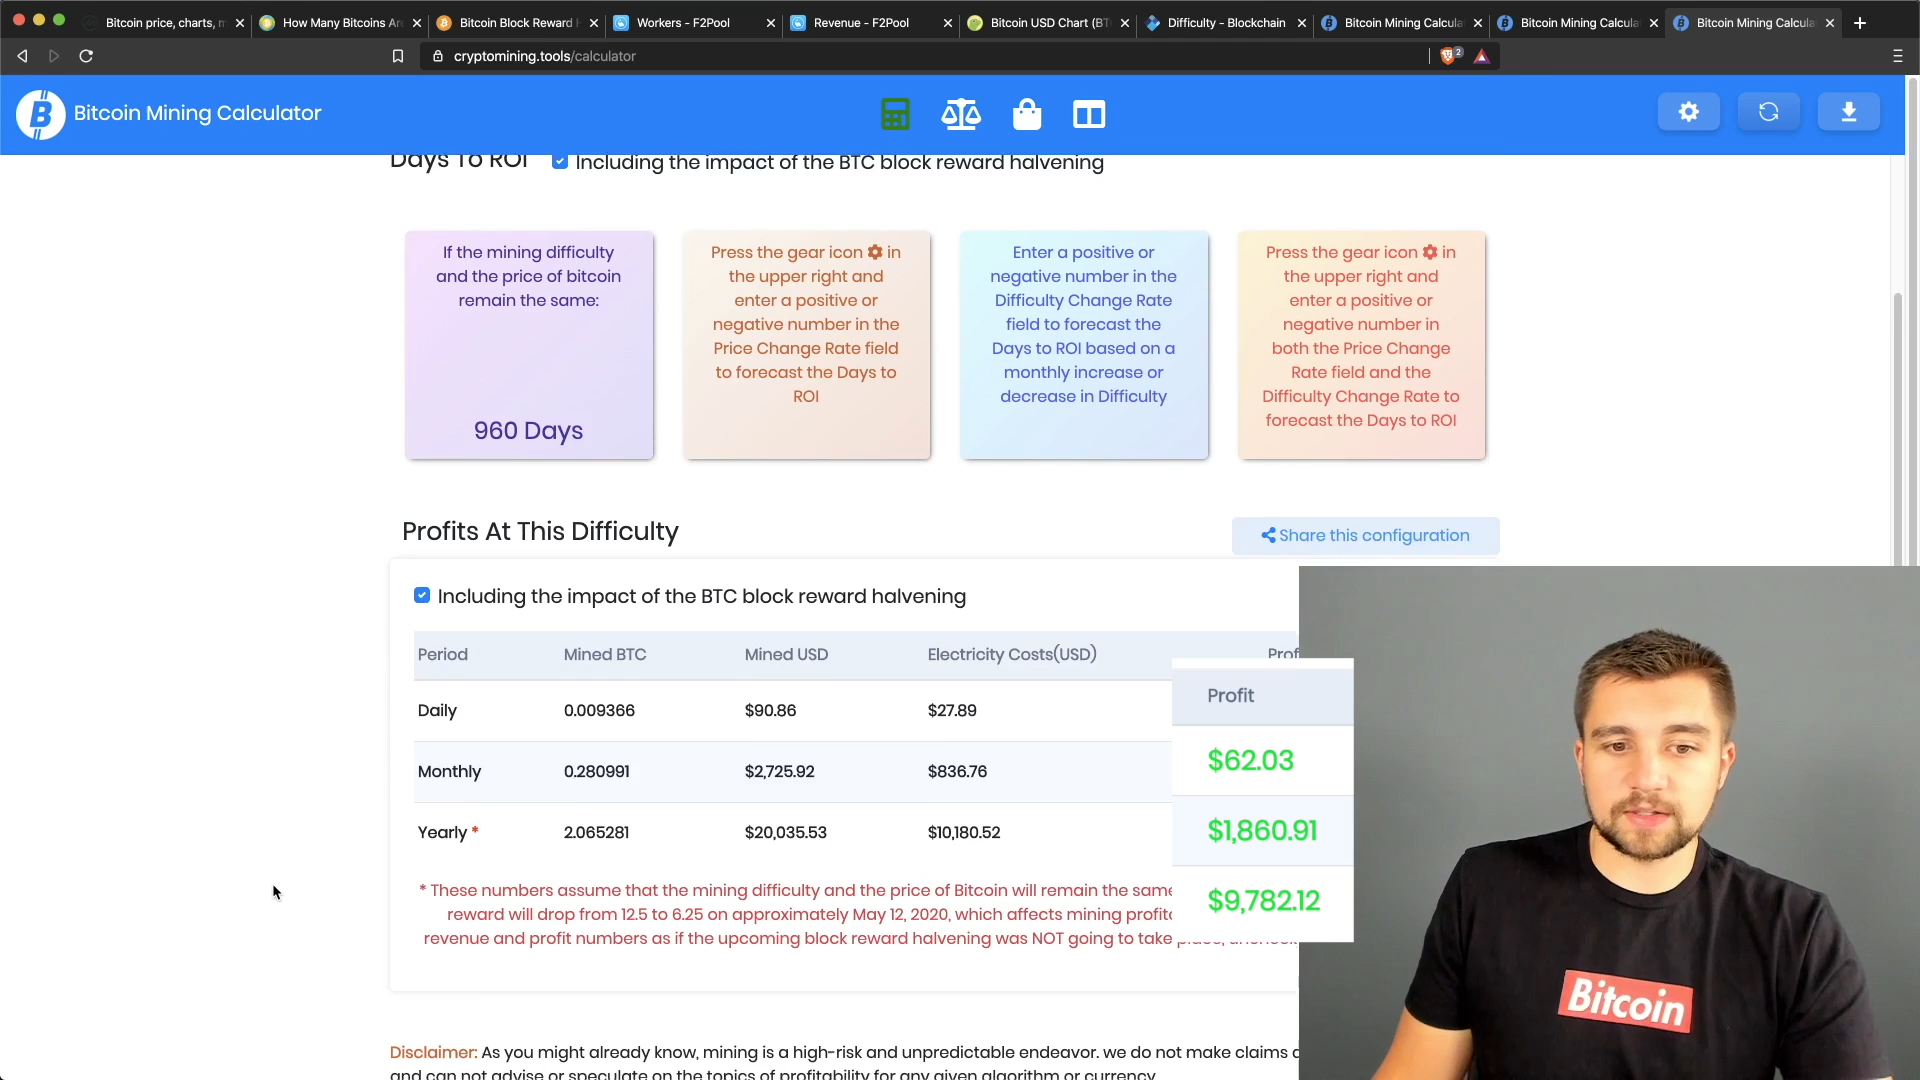 Bitcoin price, charts, m
How Many Bitcoins Are
Bitcoin Block Reward H
Workers - F2Pool
Revenue - F2Pool
Bitcoin USD Chart (BT
Difficulty - Blockchain
Bitcoin Mining Calcula
Bitcoin Mining Calcula
Bitcoin Mining Calcula
cryptomining.tools/calculator
2
Bitcoin Mining Calculator
Days To ROI
Including the impact of the BTC block reward halvening
If the mining difficulty
and the price of bitcoin
remain the same:
960 Days
Press the gear icon in
the upper right and
enter a positive or
negative number in the
Price Change Rate field
to forecast the Days to
ROI
Enter a positive or
negative number in the
Difficulty Change Rate
field to forecast the
Days to ROI based on a
monthly increase or
decrease in Difficulty
Press the gear icon in
the upper right and
enter a positive or
negative number in
both the Price Change
Rate field and the
Difficulty Change Rate to
forecast the Days to ROI
Profits At This Difficulty
Share this configuration
Including the impact of the BTC block reward halvening
Period Mined BTC Mined USD Electricity Costs(USD) Prof
Daily 0.009366 $90.86 $27.89
Monthly 0.280991 $2,725.92 $836.76
Yearly * 2.065281 $20,035.53 $10,180.52
Profit
$62.03
$1,860.91
$9,782.12
* These numbers assume that the mining difficulty and the price of Bitcoin will remain the same
reward will drop from 12.5 to 6.25 on approximately May 12, 2020, which affects mining profito
revenue and profit numbers as if the upcoming block reward halvening was NOT going to take
Disclaimer: As you might already know, mining is a high-risk and unpredictable endeavor. we do not make claims
and can not advise or speculate on the topics of profitability for any given algorithm or currency.
Bitcoin